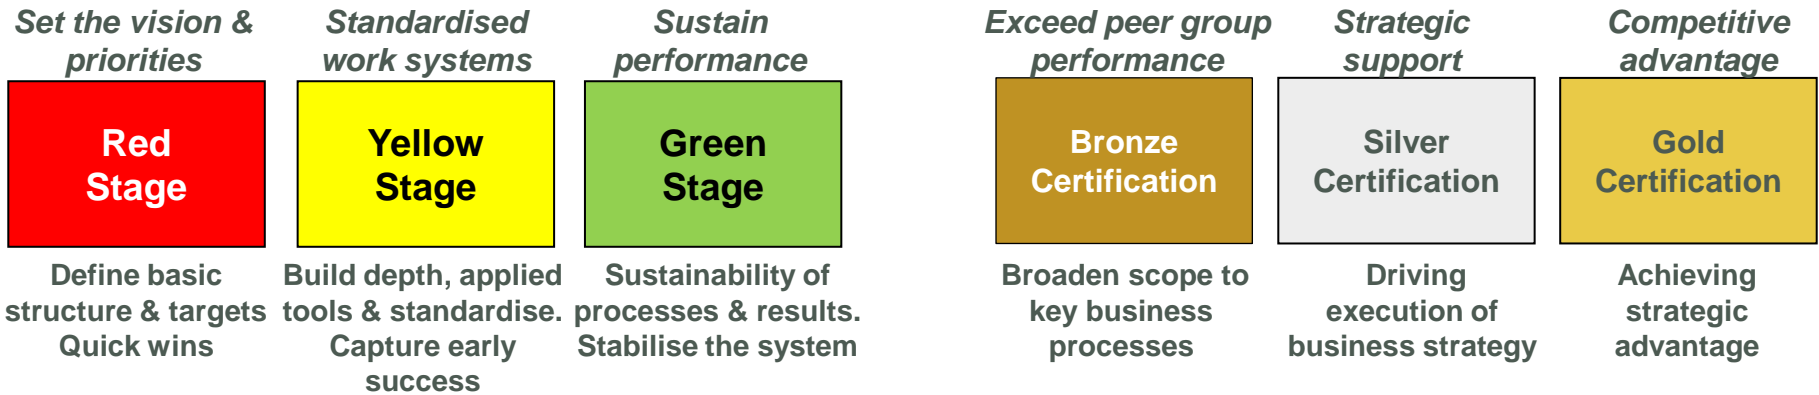 Set the vision &
priorities
Red
Stage
Define basic
structure & targets
Quick wins
Standardised
work systems
Yellow
Stage
Build depth, applied
tools & standardise.
Capture early
success
Sustain
performance
Green
Stage
Sustainability of
processes & results.
Stabilise the system
Exceed peer group
performance
Bronze
Certification
Broaden scope to
key business
processes
Strategic
support
Silver
Certification
Driving
execution of
business strategy
Competitive
advantage
Gold
Certification
Achieving
strategic
advantage